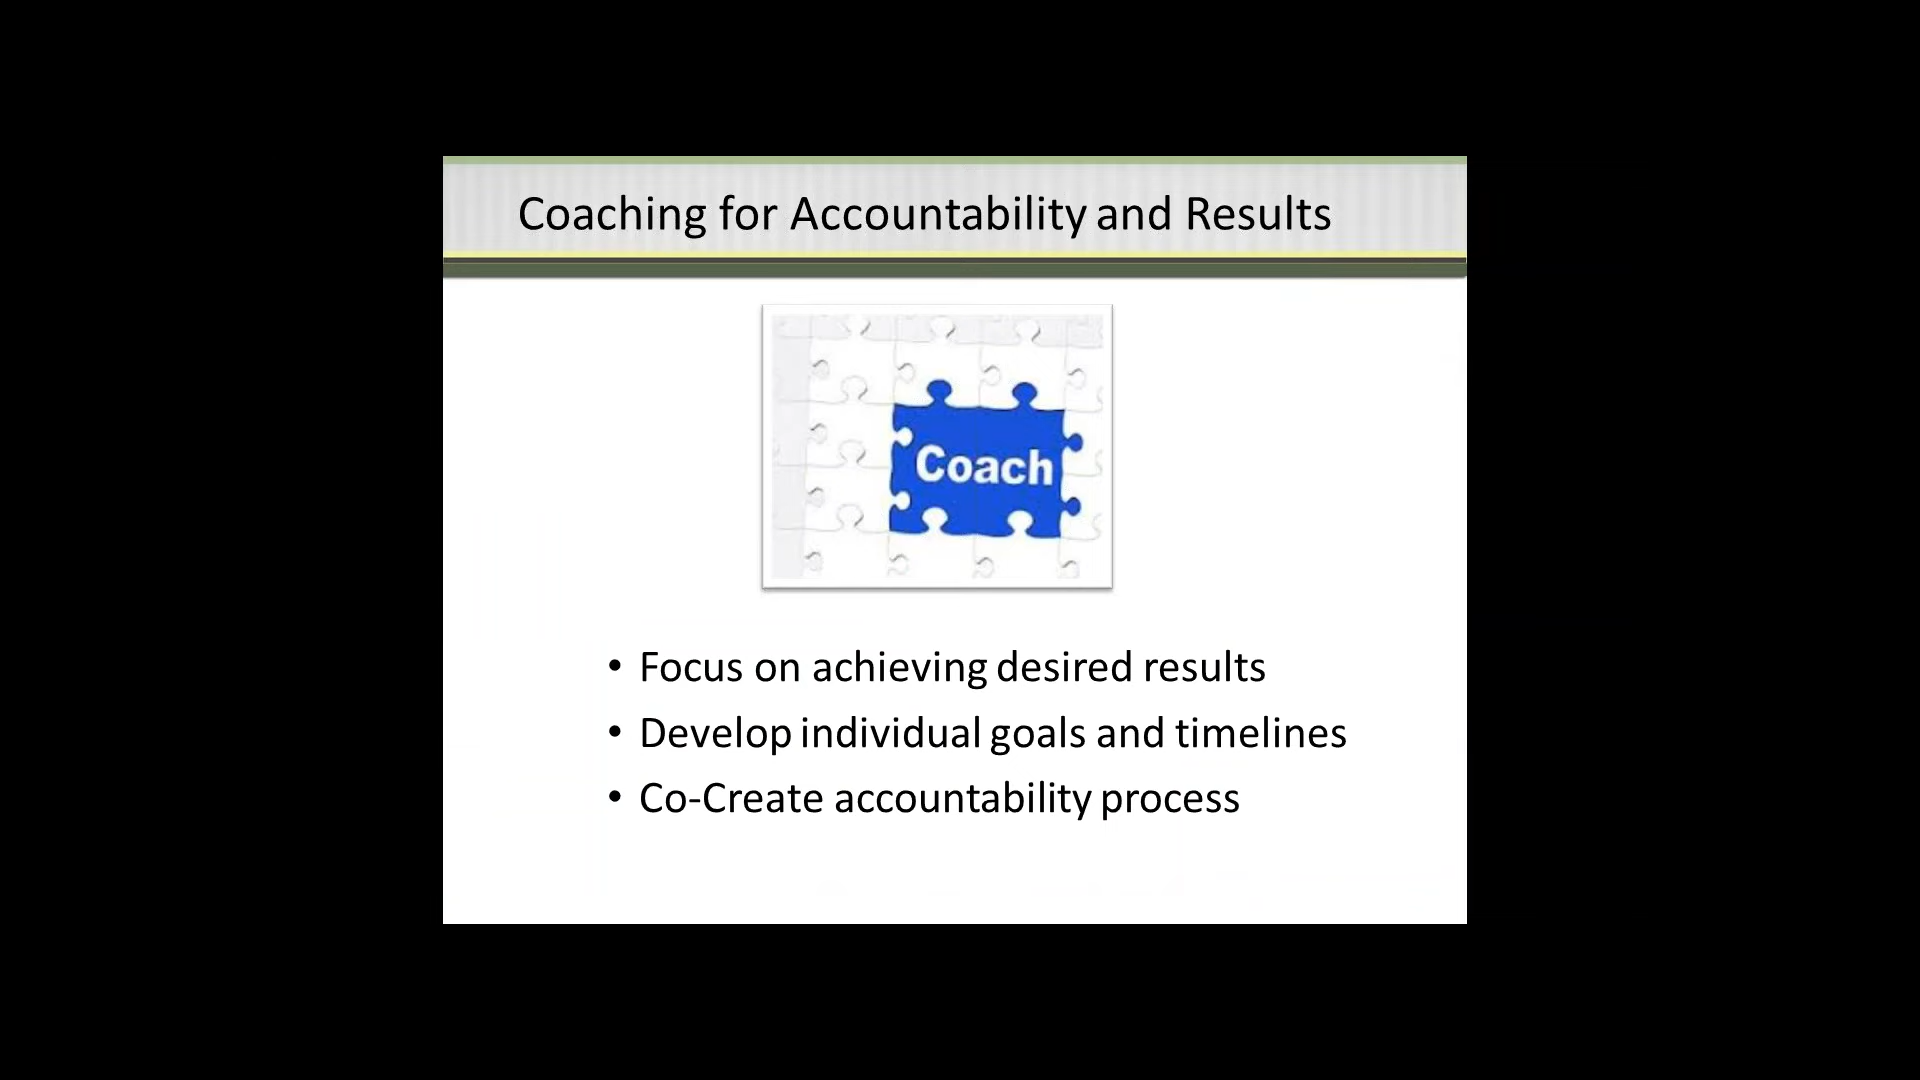 Coaching for Accountability and Results
Coach
• Focus on achieving desired results
• Develop individual goals and timelines
• Co-Create accountability process